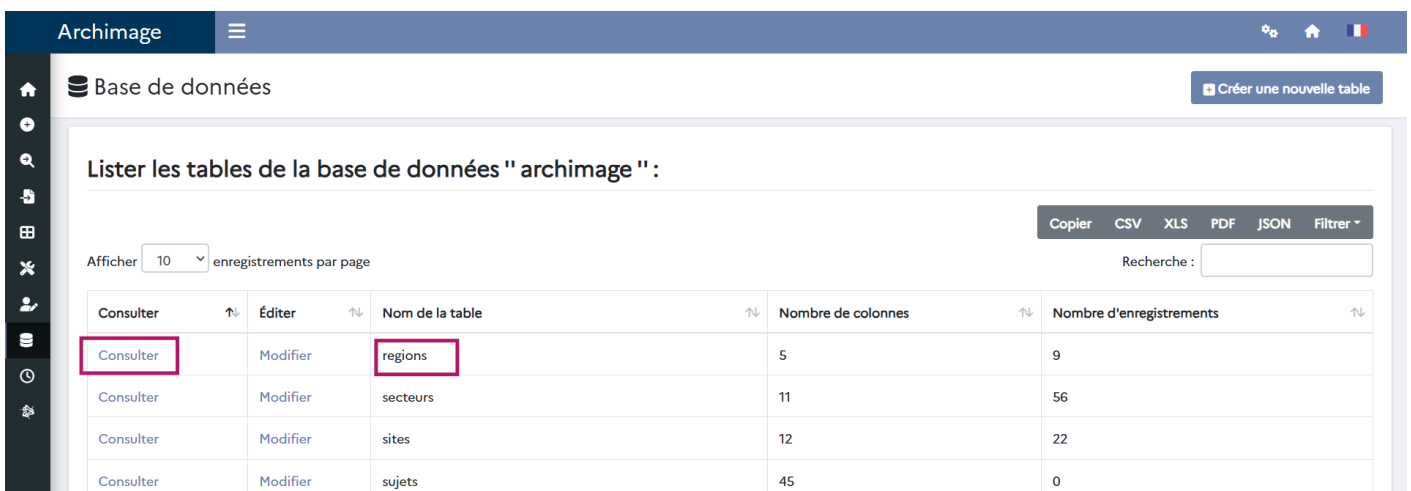 Archimage
Base de données
Créer une nouvelle table
Lister les tables de la base de données " archimage " :
Copier CSV XLS PDF JSON Filtrer
Afficher 10 enregistrements par page
Recherche :
Consulter Éditer Nom de la table Nombre de colonnes Nombre d'enregistrements
Consulter Modifier regions 5 9
Consulter Modifier secteurs 11 56
Consulter Modifier sites 12 22
Consulter Modifier sujets 45 0